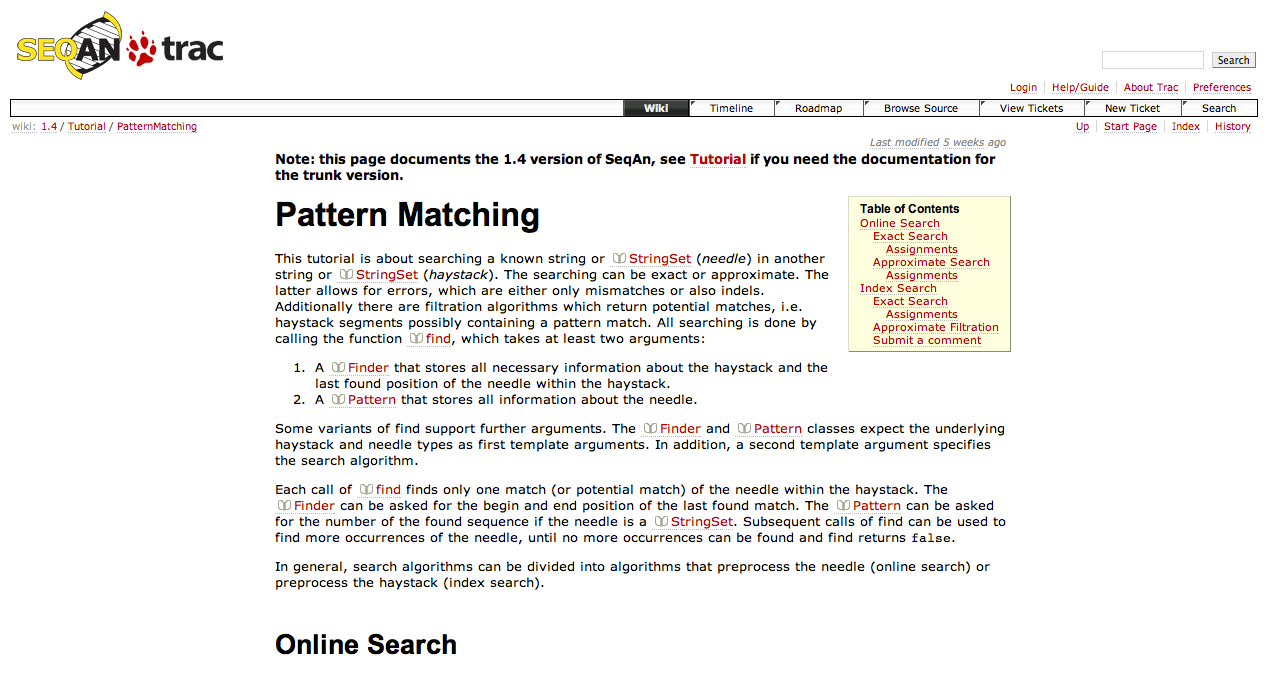 SEQAN trac
Search
Login Help/Guide About Trac Preferences
Wiki Timeline Roadmap Browse Source View Tickets New Ticket Search
wiki: 1.4 / Tutorial / PatternMatching
Up Start Page Index History
Last modified 5 weeks ago
Note: this page documents the 1.4 version of SeqAn, see Tutorial if you need the documentation for
the trunk version.
Pattern Matching
This tutorial is about searching a known string or StringSet (needle) in another
string or StringSet (haystack). The searching can be exact or approximate. The
latter allows for errors, which are either only mismatches or also indels.
Additionally there are filtration algorithms which return potential matches, i.e.
haystack segments possibly containing a pattern match. All searching is done by
calling the function find, which takes at least two arguments:
1. A Finder that stores all necessary information about the haystack and the
last found position of the needle within the haystack.
2. A Pattern that stores all information about the needle.
Table of Contents
Online Search
Exact Search
Assignments
Approximate Search
Assignments
Index Search
Exact Search
Assignments
Approximate Filtration
Submit a comment
Some variants of find support further arguments. The Finder and Pattern classes expect the underlying
haystack and needle types as first template arguments. In addition, a second template argument specifies
the search algorithm.
Each call of find finds only one match (or potential match) of the needle within the haystack. The
Finder can be asked for the begin and end position of the last found match. The Pattern can be asked
for the number of the found sequence if the needle is a StringSet. Subsequent calls of find can be used to
find more occurrences of the needle, until no more occurrences can be found and find returns false.
In general, search algorithms can be divided into algorithms that preprocess the needle (online search) or
preprocess the haystack (index search).
Online Search